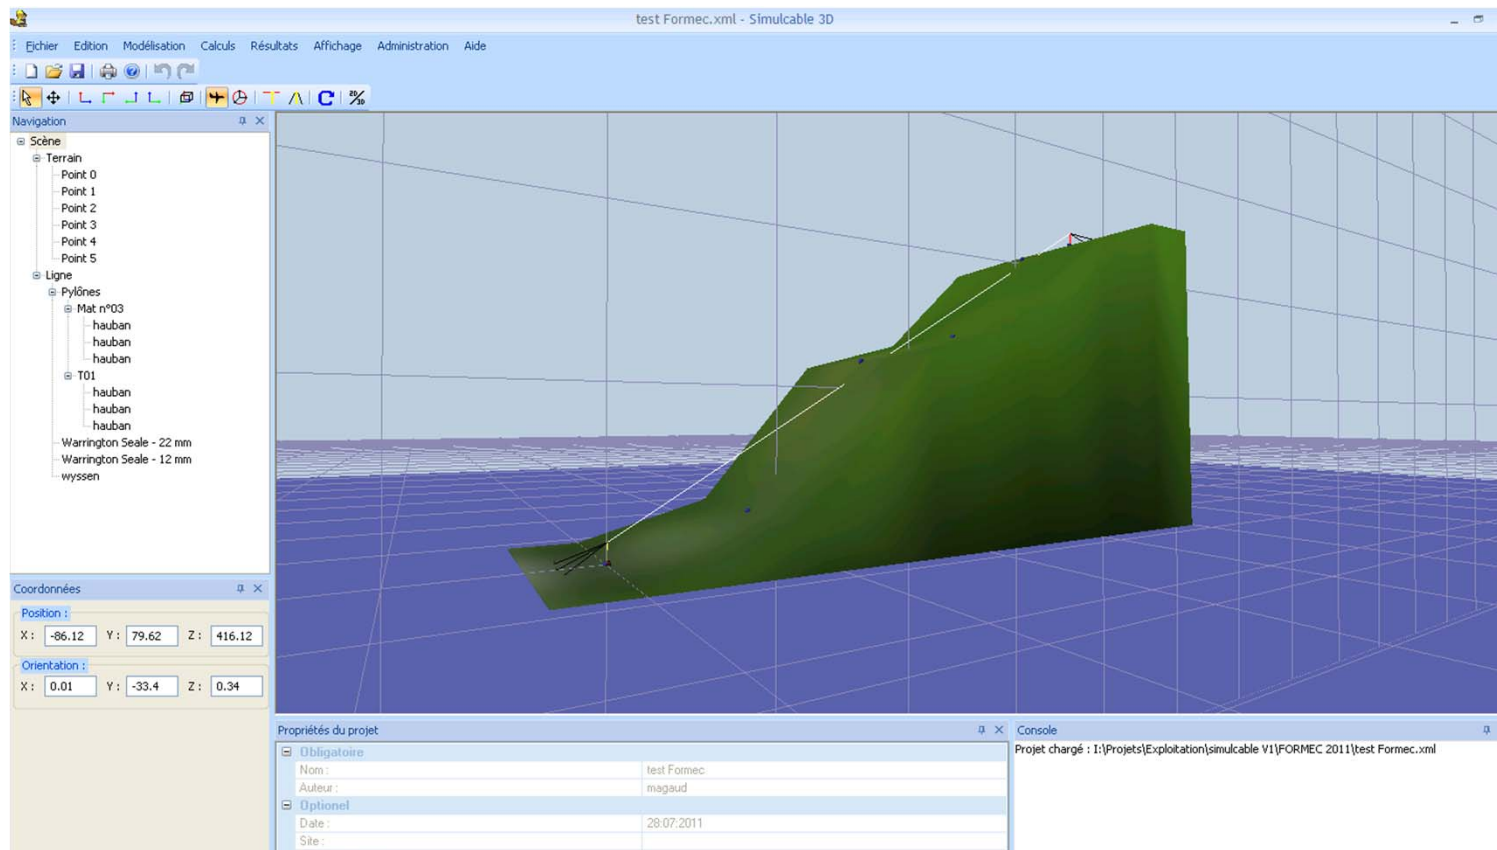 test Formec.xml - Simulcable 3D
Fichier Edition Modélisation Calculs Résultats Affichage Administration Aide
2D/3D
Navigation
Scène
Terrain
Point 0
Point 1
Point 2
Point 3
Point 4
Point 5
Ligne
Pylônes
Mat n°03
hauban
hauban
hauban
T01
hauban
hauban
hauban
Warrington Seale - 22 mm
Warrington Seale - 12 mm
wyssen
Coordonnées
Position :
X : -86.12 Y : 79.62 Z : 416.12
Orientation :
X : 0.01 Y : -33.4 Z : 0.34
Propriétés du projet
Obligatoire
Nom : test Formec
Auteur : magaud
Optionel
Date : 28:07:2011
Site :
Console
Projet chargé : I:\Projets\Exploitation\simulcable V1\FORMEC 2011\test Formec.xml